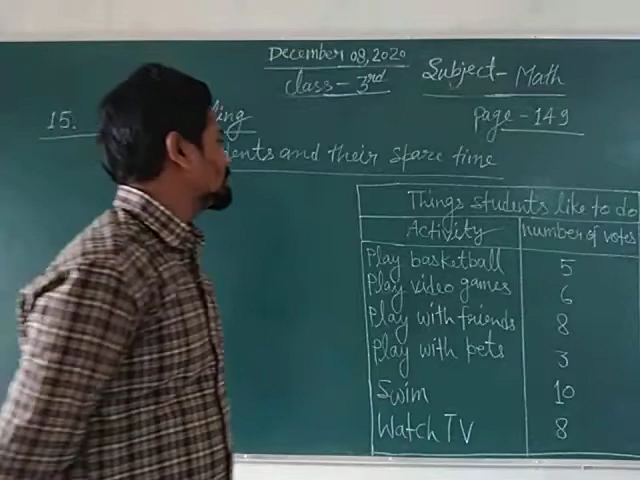 December 08, 2020
class - 3rd
Subject - Math
page - 149
15.
dents and their spare time
Things students like to do
Activity number of votes
Play basketball 5
Play video games 6
Play with friends 8
Play with pets 3
Swim 10
Watch TV 8